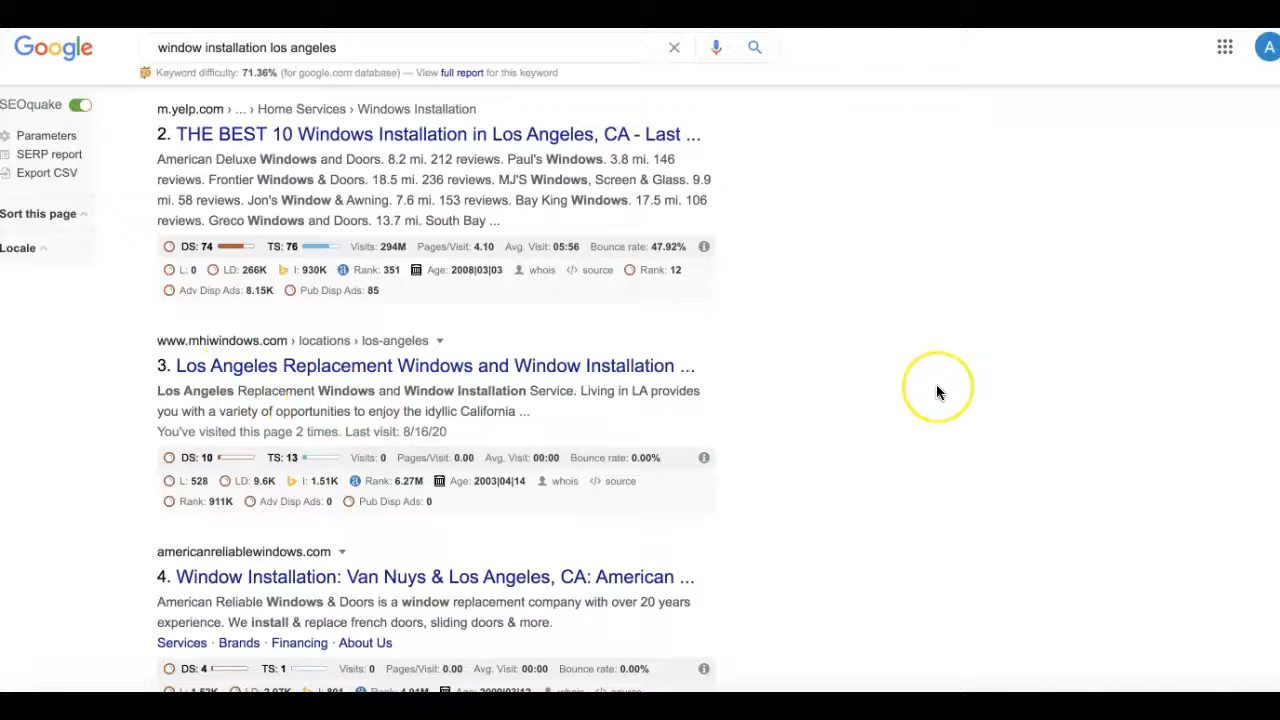 Google
window installation los angeles
A
Keyword difficulty: 71.36% (for google.com database) — View full report for this keyword
SEOquake
Parameters
SERP report
Export CSV
Sort this page
Locale
m.yelp.com › ... › Home Services › Windows Installation
2. THE BEST 10 Windows Installation in Los Angeles, CA - Last ...
American Deluxe Windows and Doors. 8.2 mi. 212 reviews. Paul's Windows. 3.8 mi. 146
reviews. Frontier Windows & Doors. 18.5 mi. 236 reviews. MJ'S Windows, Screen & Glass. 9.9
mi. 58 reviews. Jon's Window & Awning. 7.6 mi. 153 reviews. Bay King Windows. 17.5 mi. 106
reviews. Greco Windows and Doors. 13.7 mi. South Bay ...
DS: 74 TS: 76 Visits: 294M Pages/Visit: 4.10 Avg. Visit: 05:56 Bounce rate: 47.92%
L: 0 LD: 266K I: 930K Rank: 351 Age: 2008|03|03 whois </> source Rank: 12
Adv Disp Ads: 8.15K Pub Disp Ads: 85
www.mhiwindows.com › locations › los-angeles
3. Los Angeles Replacement Windows and Window Installation ...
Los Angeles Replacement Windows and Window Installation Service. Living in LA provides
you with a variety of opportunities to enjoy the idyllic California ...
You've visited this page 2 times. Last visit: 8/16/20
DS: 10 TS: 13 Visits: 0 Pages/Visit: 0.00 Avg. Visit: 00:00 Bounce rate: 0.00%
L: 528 LD: 9.6K I: 1.51K Rank: 6.27M Age: 2003|04|14 whois </> source
Rank: 911K Adv Disp Ads: 0 Pub Disp Ads: 0
americanreliablewindows.com
4. Window Installation: Van Nuys & Los Angeles, CA: American ...
American Reliable Windows & Doors is a window replacement company with over 20 years
experience. We install & replace french doors, sliding doors & more.
Services · Brands · Financing · About Us
DS: 4 TS: 1 Visits: 0 Pages/Visit: 0.00 Avg. Visit: 00:00 Bounce rate: 0.00%